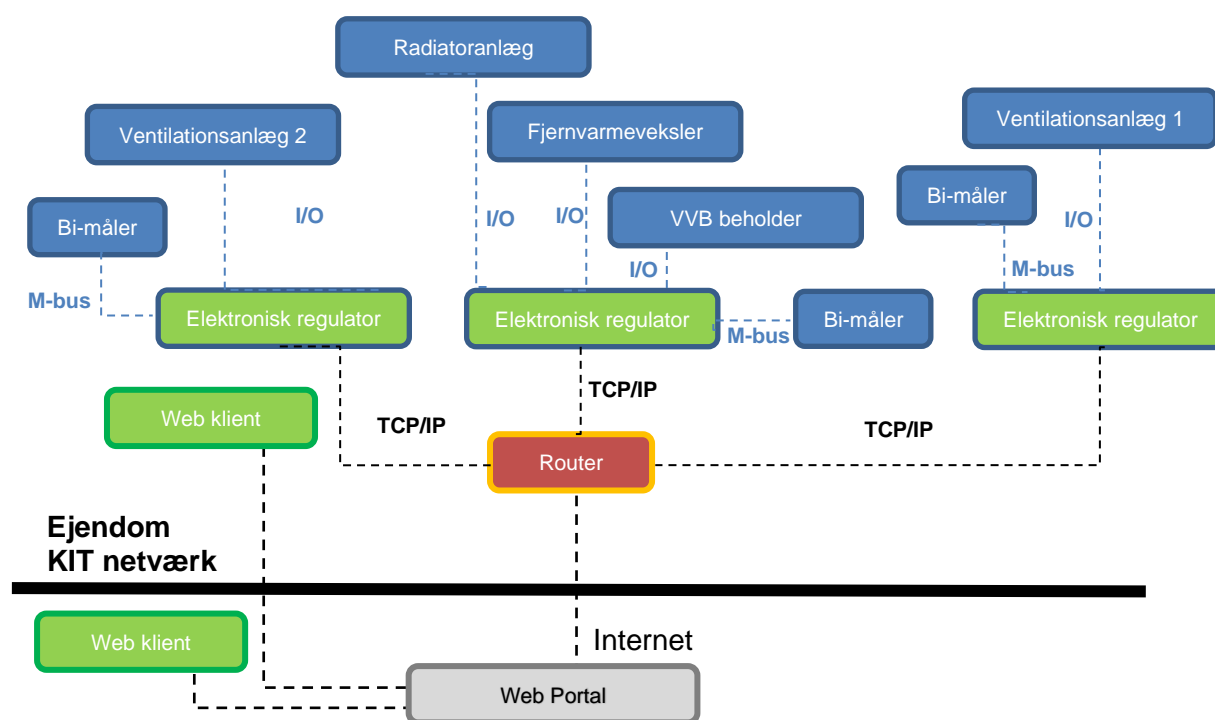 Radiatoranlæg
Ventilationsanlæg 2
Fjernvarmeveksler
Ventilationsanlæg 1
Bi-måler
I/O
I/O
I/O
VVB beholder
Bi-måler
I/O
I/O
M-bus
M-bus
Elektronisk regulator
Elektronisk regulator
M-bus
Bi-måler
Elektronisk regulator
TCP/IP
Web klient
TCP/IP
TCP/IP
Router
Ejendom
KIT netværk
Web klient
Internet
Web Portal